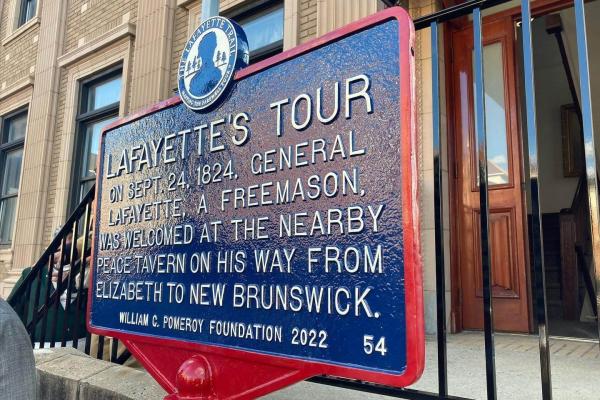 THE LAFAYETTE TRAIL
LAFAYETTE'S TOUR
ON SEPT. 24, 1824, GENERAL
LAFAYETTE, A FREEMASON,
WAS WELCOMED AT THE NEARBY
PEACE TAVERN ON HIS WAY FROM
ELIZABETH TO NEW BRUNSWICK.
WILLIAM G. POMEROY FOUNDATION 2022
54